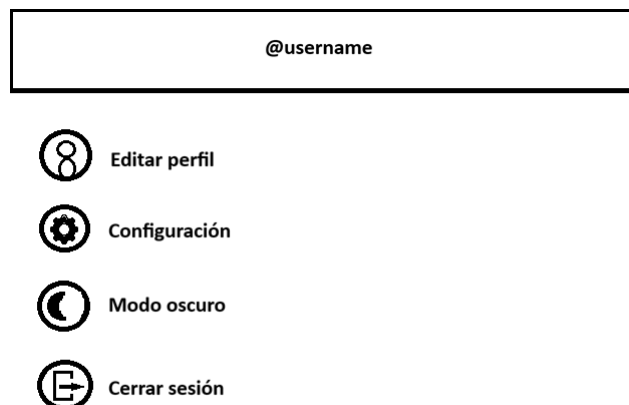 @username
Editar perfil
Configuración
Modo oscuro
Cerrar sesión